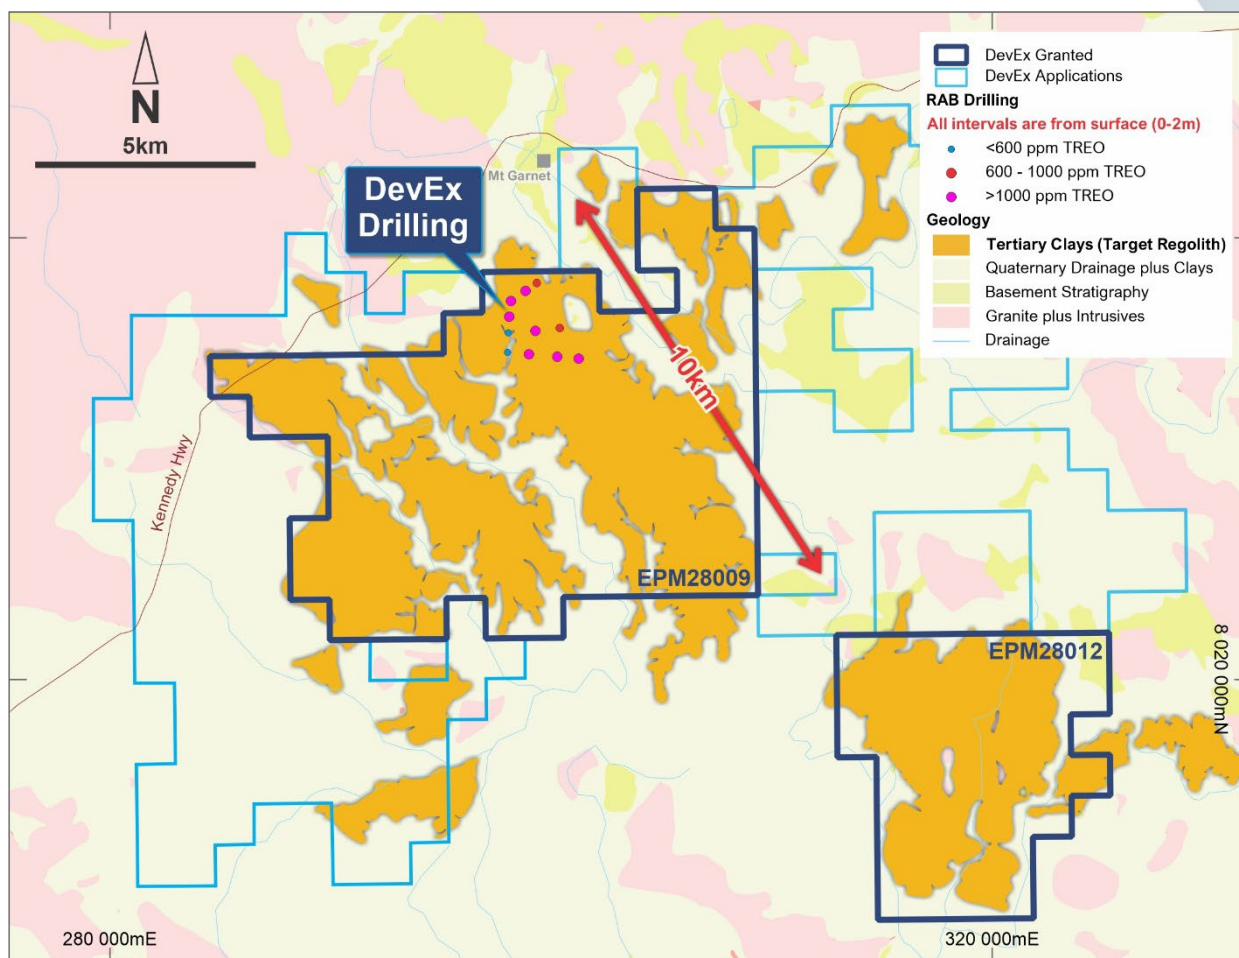 N
5km
DevEx
Drilling
Mt Garnet
10km
Kennedy Hwy
EPM28009
EPM28012
8 020 000mN
280 000mE
320 000mE
DevEx Granted
DevEx Applications
RAB Drilling
All intervals are from surface (0-2m)
<600 ppm TREO
600 - 1000 ppm TREO
>1000 ppm TREO
Geology
Tertiary Clays (Target Regolith)
Quaternary Drainage plus Clays
Basement Stratigraphy
Granite plus Intrusives
Drainage